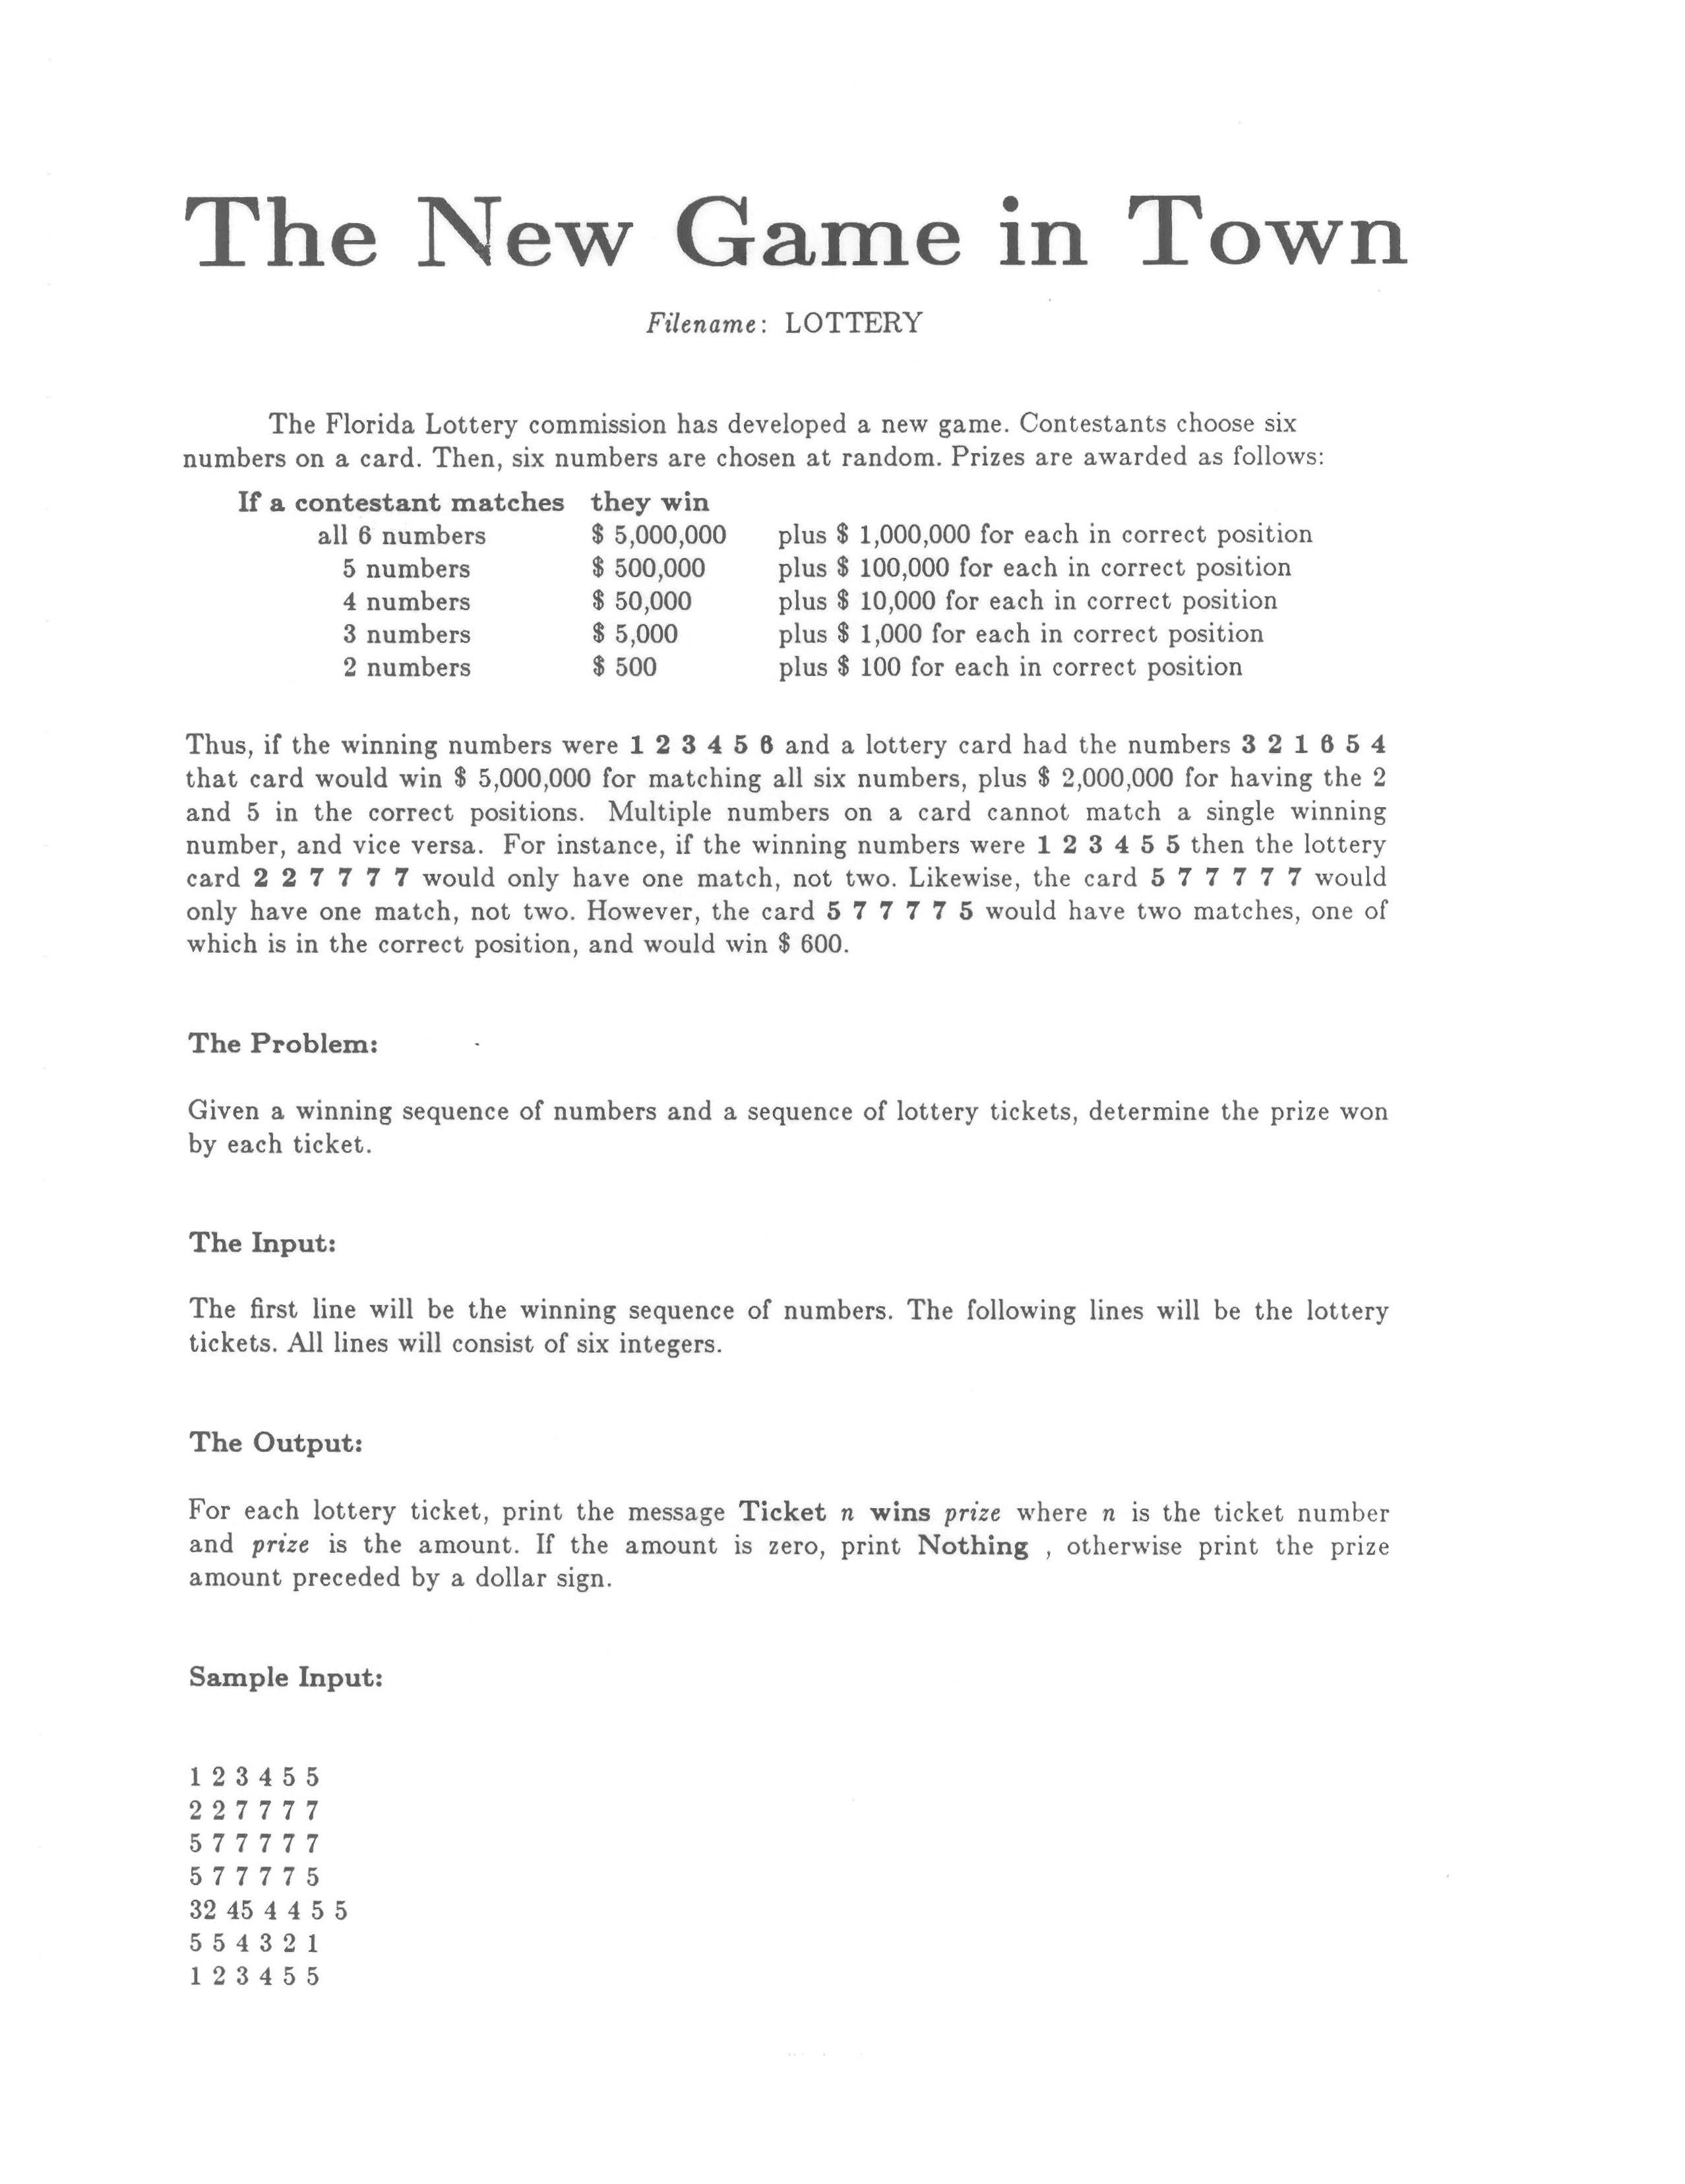 The New Game in Town
Filename: LOTTERY
The Florida Lottery commission has developed a new game. Contestants choose six
numbers on a card. Then, six numbers are chosen at random. Prizes are awarded as follows:
If a contestant matches they win
all 6 numbers $ 5,000,000 plus $ 1,000,000 for each in correct position
5 numbers $ 500,000 plus $ 100,000 for each in correct position
4 numbers $ 50,000 plus $ 10,000 for each in correct position
3 numbers $ 5,000 plus $ 1,000 for each in correct position
2 numbers $ 500 plus $ 100 for each in correct position
Thus, if the winning numbers were 1 2 3 4 5 6 and a lottery card had the numbers 3 2 1 6 5 4
that card would win $ 5,000,000 for matching all six numbers, plus $ 2,000,000 for having the 2
and 5 in the correct positions. Multiple numbers on a card cannot match a single winning
number, and vice versa. For instance, if the winning numbers were 1 2 3 4 5 5 then the lottery
card 2 2 7 7 7 7 would only have one match, not two. Likewise, the card 5 7 7 7 7 7 would
only have one match, not two. However, the card 5 7 7 7 7 5 would have two matches, one of
which is in the correct position, and would win $ 600.
The Problem:
Given a winning sequence of numbers and a sequence of lottery tickets, determine the prize won
by each ticket.
The Input:
The first line will be the winning sequence of numbers. The following lines will be the lottery
tickets. All lines will consist of six integers.
The Output:
For each lottery ticket, print the message Ticket n wins prize where n is the ticket number
and prize is the amount. If the amount is zero, print Nothing , otherwise print the prize
amount preceded by a dollar sign.
Sample Input:
1 2 3 4 5 5
2 2 7 7 7 7
5 7 7 7 7 7
5 7 7 7 7 5
32 45 4 4 5 5
5 5 4 3 2 1
1 2 3 4 5 5